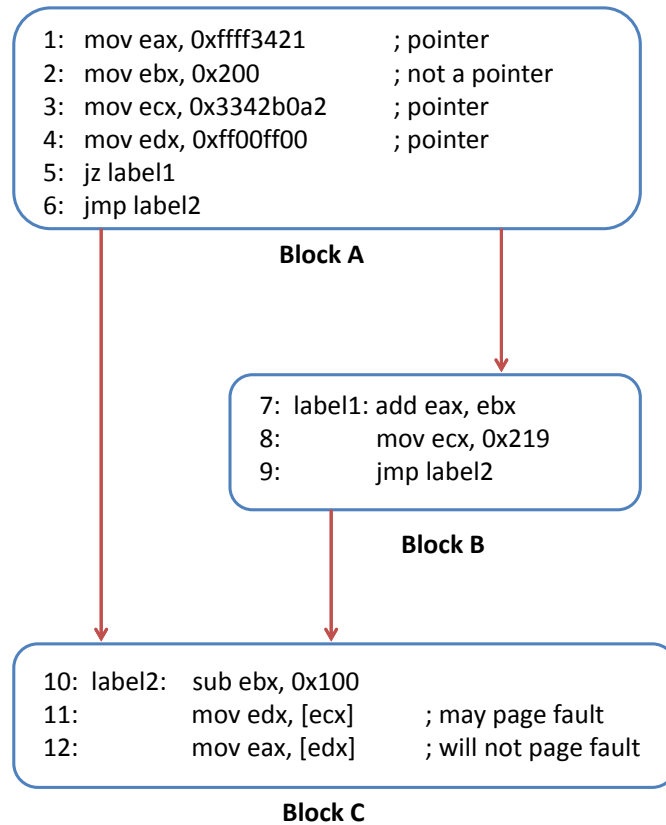 1: mov eax, 0xffff3421 ; pointer
2: mov ebx, 0x200 ; not a pointer
3: mov ecx, 0x3342b0a2 ; pointer
4: mov edx, 0xff00ff00 ; pointer
5: jz label1
6: jmp label2
Block A
7: label1: add eax, ebx
8: mov ecx, 0x219
9: jmp label2
Block B
10: label2: sub ebx, 0x100
11: mov edx, [ecx] ; may page fault
12: mov eax, [edx] ; will not page fault
Block C